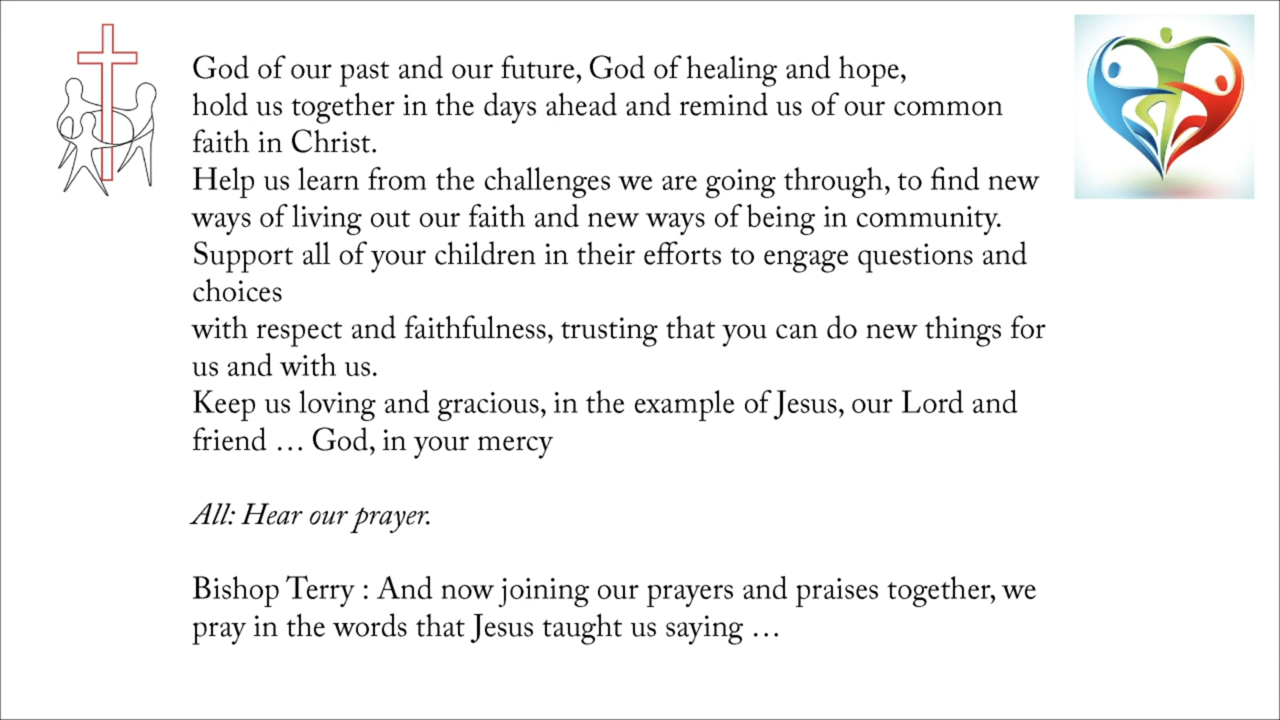 God of our past and our future, God of healing and hope,
hold us together in the days ahead and remind us of our common
faith in Christ.
Help us learn from the challenges we are going through, to find new
ways of living out our faith and new ways of being in community.
Support all of your children in their efforts to engage questions and
choices
with respect and faithfulness, trusting that you can do new things for
us and with us.
Keep us loving and gracious, in the example of Jesus, our Lord and
friend … God, in your mercy
All: Hear our prayer.
Bishop Terry : And now joining our prayers and praises together, we
pray in the words that Jesus taught us saying …